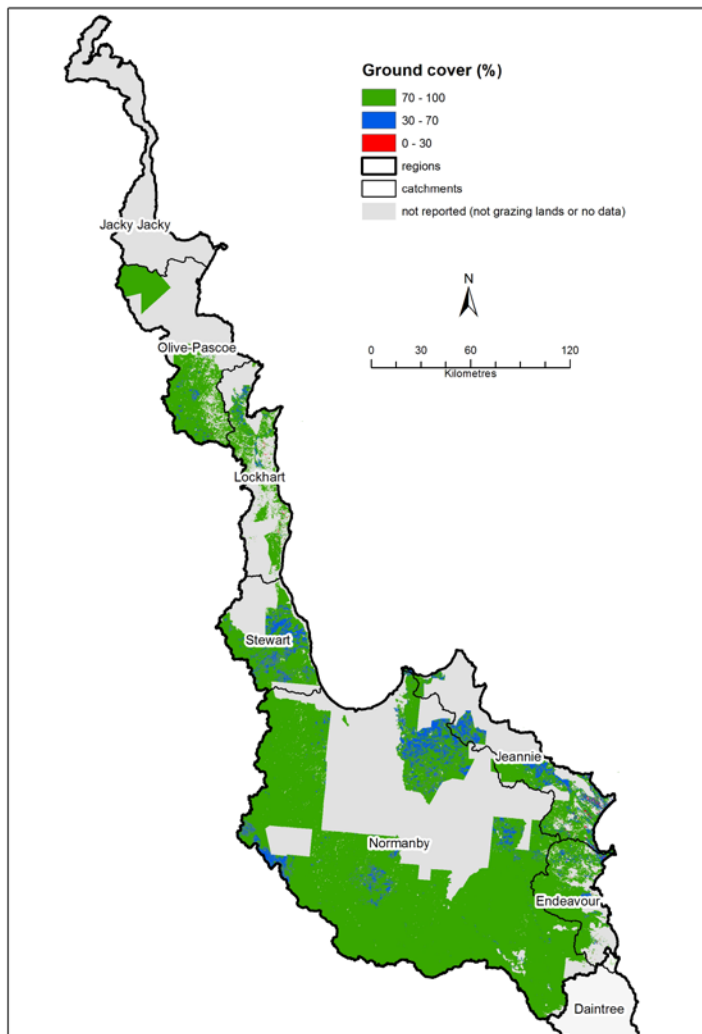 Ground cover (%)
70 - 100
30 - 70
0 - 30
regions
catchments
not reported (not grazing lands or no data)
Jacky Jacky
N
Olive-Pascoe
0 30 60 120
Kilometres
Lockhart
Stewart
Jeannie
Normanby
Endeavour
Daintree